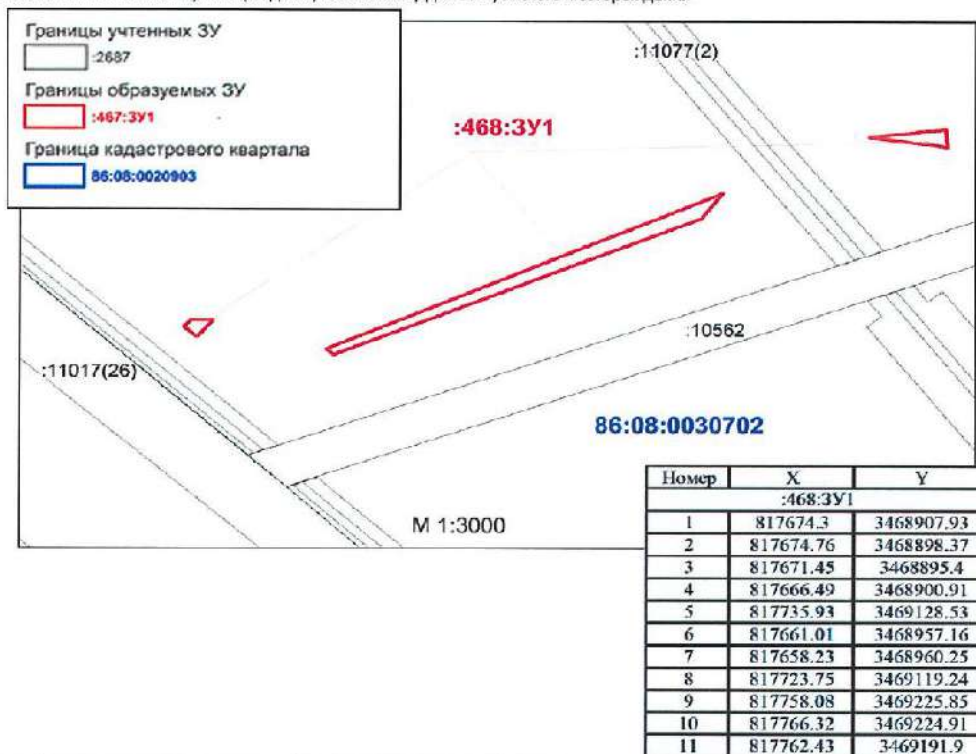 Границы учтенных ЗУ
:2687
Границы образуемых ЗУ
:467:ЗУ1
Граница кадастрового квартала
86:08:0020903
:11077(2)
:468:ЗУ1
:10562
:11017(26)
86:08:0030702
М 1:3000
Номер X Y
:468:ЗУ1
1 817674.3 3468907.93
2 817674.76 3468898.37
3 817671.45 3468895.4
4 817666.49 3468900.91
5 817735.93 3469128.53
6 817661.01 3468957.16
7 817658.23 3468960.25
8 817723.75 3469119.24
9 817758.08 3469225.85
10 817766.32 3469224.91
11 817762.43 3469191.9